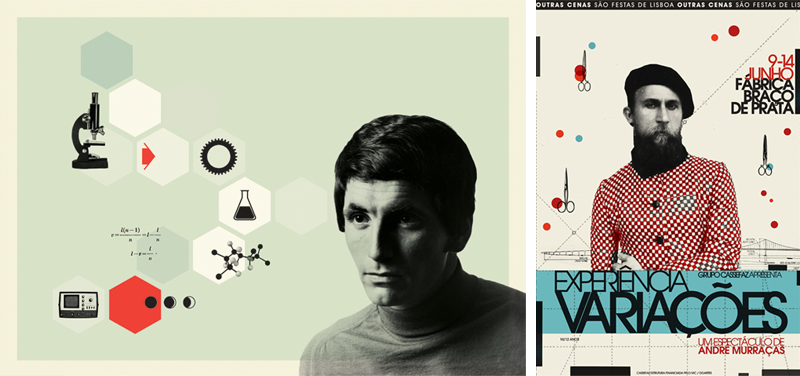 OUTRAS CENAS SÃO FESTAS DE LISBOA OUTRAS CENAS SÃO FESTAS DE LIS
9-14
JUNHO
FÁBRICA
BRAÇO
DE PRATA
EXPERIÊNCIA
GRUPO CASSEFAZ APRESENTA
VARIAÇÕES
UM ESPECTÁCULO DE
ANDRÉ MURRAÇAS